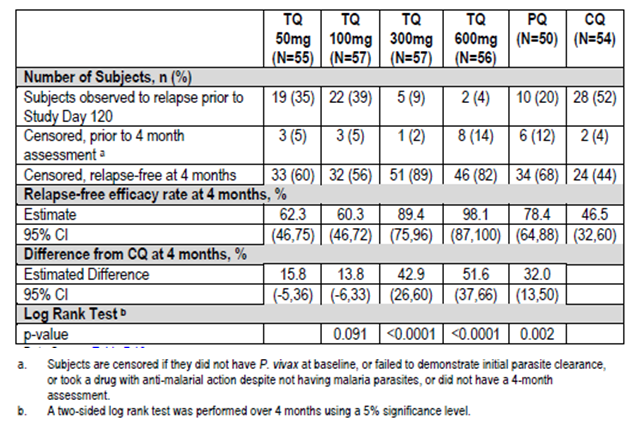 TQ TQ TQ TQ PQ CQ
50mg 100mg 300mg 600mg (N=50) (N=54)
(N=55) (N=57) (N=57) (N=56)
Number of Subjects, n (%)
Subjects observed to relapse prior to 19 (35) 22 (39) 5 (9) 2 (4) 10 (20) 28 (52)
Study Day 120
Censored, prior to 4 month 3 (5) 3 (5) 1 (2) 8 (14) 6 (12) 2 (4)
assessment a
Censored, relapse-free at 4 months 33 (60) 32 (56) 51 (89) 46 (82) 34 (68) 24 (44)
Relapse-free efficacy rate at 4 months, %
Estimate 62.3 60.3 89.4 98.1 78.4 46.5
95% CI (46,75) (46,72) (75,96) (87,100) (64,88) (32,60)
Difference from CQ at 4 months, %
Estimated Difference 15.8 13.8 42.9 51.6 32.0
95% CI (-5,36) (-6,33) (26,60) (37,66) (13,50)
Log Rank Test b
p-value 0.091 <0.0001 <0.0001 0.002
a. Subjects are censored if they did not have P. vivax at baseline, or failed to demonstrate initial parasite clearance,
or took a drug with anti-malarial action despite not having malaria parasites, or did not have a 4-month
assessment.
b. A two-sided log rank test was performed over 4 months using a 5% significance level.